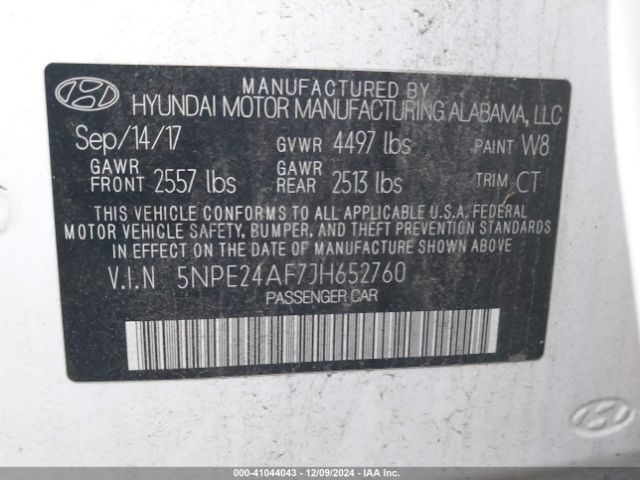 MANUFACTURED BY
HYUNDAI MOTOR MANUFACTURING ALABAMA, LLC
Sep/14/17 GVWR 4497 lbs PAINT W8
GAWR FRONT 2557 lbs GAWR REAR 2513 lbs TRIM CT
THIS VEHICLE CONFORMS TO ALL APPLICABLE U.S.A. FEDERAL
MOTOR VEHICLE SAFETY, BUMPER, AND THEFT PREVENTION STANDARDS
IN EFFECT ON THE DATE OF MANUFACTURE SHOWN ABOVE
V.I.N 5NPE24AF7JH652760
PASSENGER CAR
000-41044043 - 12/09/2024 - IAA Inc.